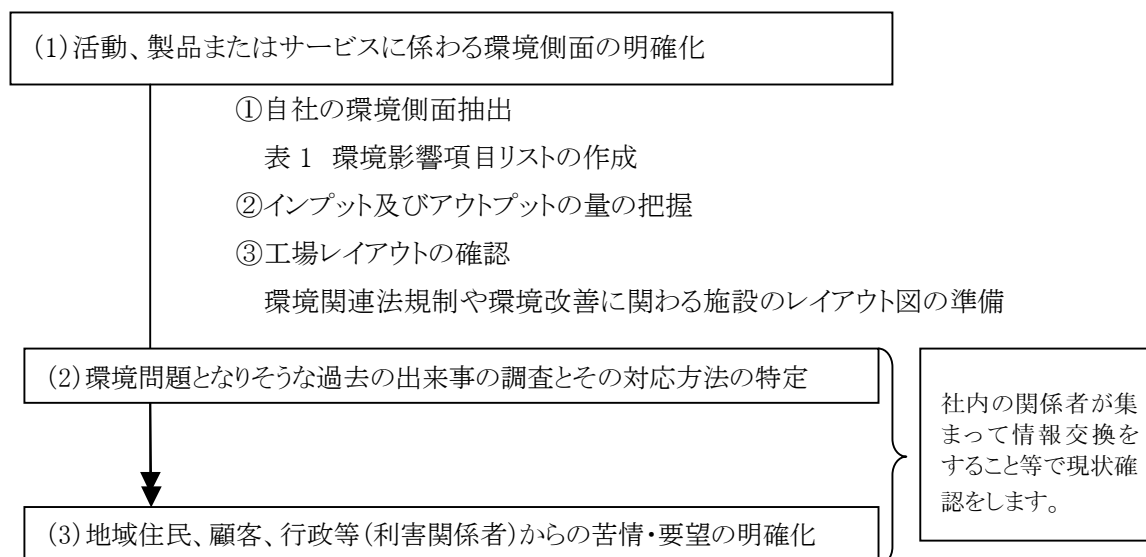 (1)活動、製品またはサービスに係わる環境側面の明確化
①自社の環境側面抽出
表 1 環境影響項目リストの作成
②インプット及びアウトプットの量の把握
③工場レイアウトの確認
環境関連法規制や環境改善に関わる施設のレイアウト図の準備
(2)環境問題となりそうな過去の出来事の調査とその対応方法の特定
(3)地域住民、顧客、行政等(利害関係者)からの苦情・要望の明確化
社内の関係者が集
まって情報交換を
すること等で現状確
認をします。